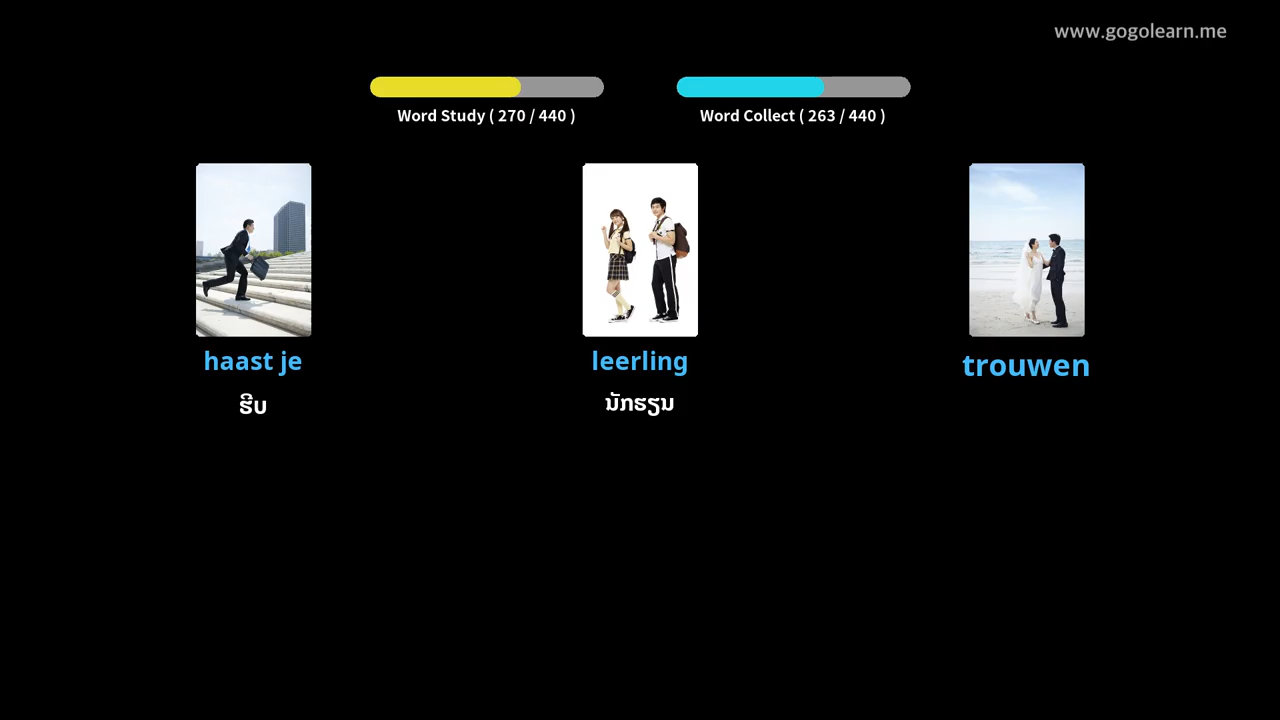 www.gogolearn.me
Word Study ( 270 / 440 )
Word Collect ( 263 / 440 )
haast je
ຮີບ
leerling
ນັກຮຽນ
trouwen